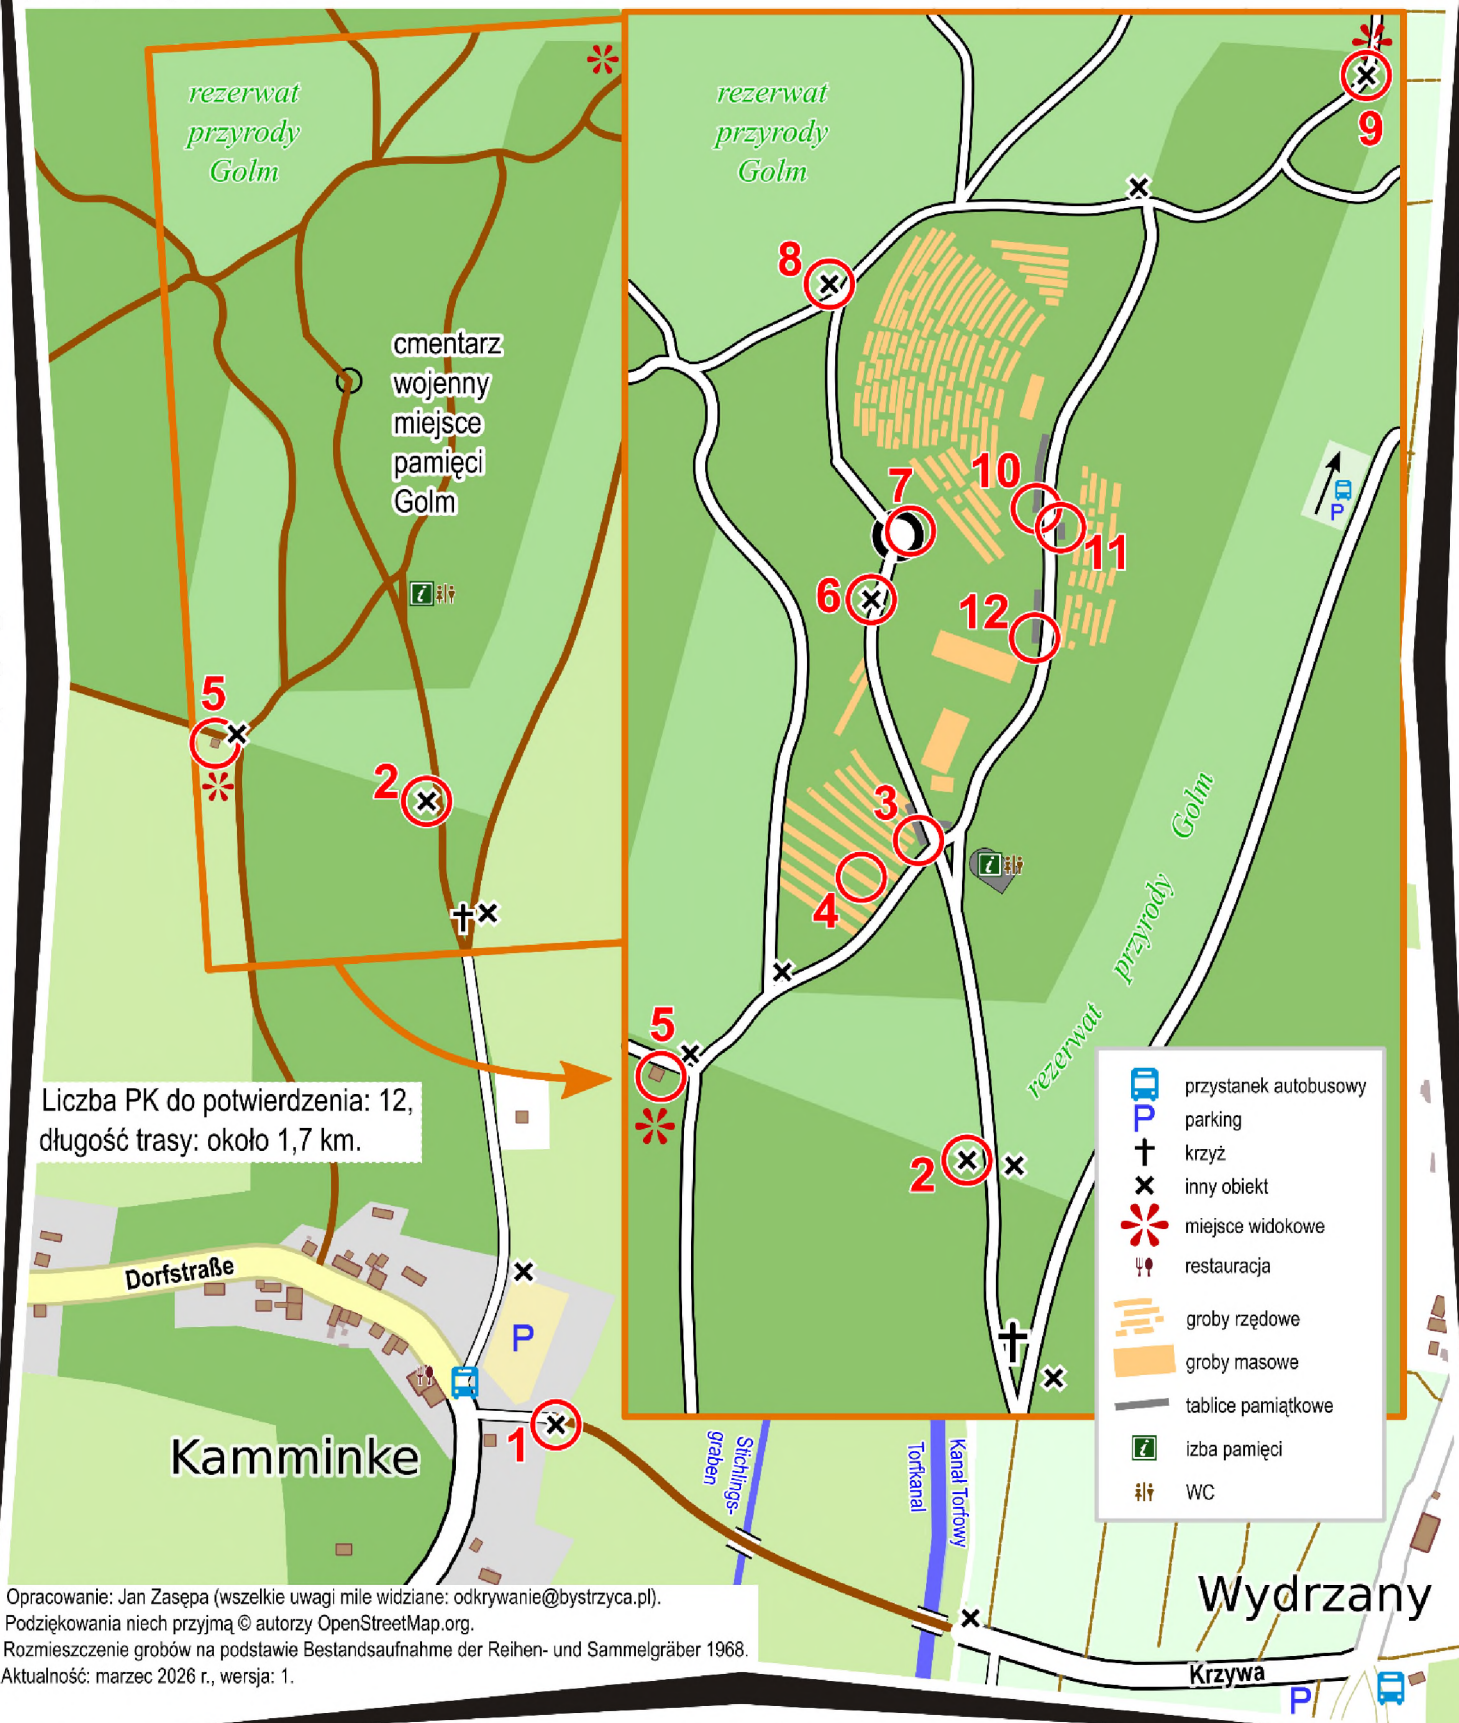 rezerwat
przyrody
Golm
cmentarz
wojenny
miejsce
pamięci
Golm
5
2
rezerwat
przyrody
Golm
9
8
7
10
11
6
12
3
4
5
2
rezerwat przyrody Golm
P
Liczba PK do potwierdzenia: 12,
długość trasy: około 1,7 km.
Dorfstraße
P
1
Kamminke
Stichlings-
graben
Torfkanal
Kanał Torfowy
przystanek autobusowy
P parking
krzyż
inny obiekt
miejsce widokowe
restauracja
groby rzędowe
groby masowe
tablice pamiątkowe
i izba pamięci
WC
Wydrzany
Krzywa
P
Opracowanie: Jan Zasępa (wszelkie uwagi mile widziane: odkrywanie@bystrzyca.pl).
Podziękowania niech przyjmą © autorzy OpenStreetMap.org.
Rozmieszczenie grobów na podstawie Bestandsaufnahme der Reihen- und Sammelgräber 1968.
Aktualność: marzec 2026 r., wersja: 1.